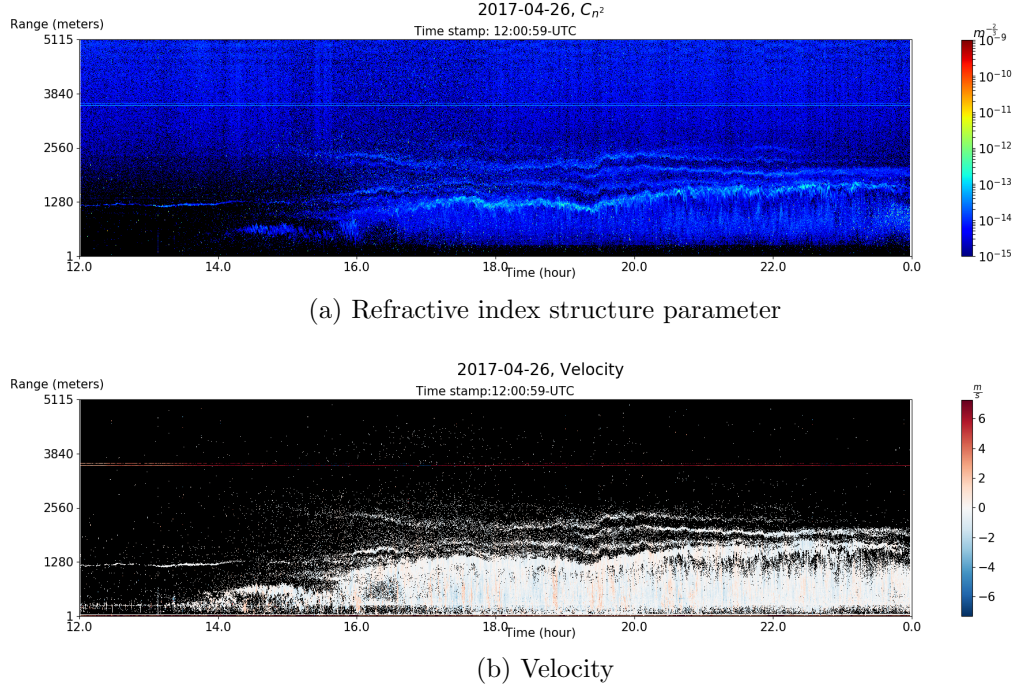 2017-04-26, C_{n^2}
Range (meters)
Time stamp: 12:00:59-UTC
m^{-\frac{2}{3}}
5115
3840
2560
1280
1
12.0 14.0 16.0 18.0 20.0 22.0 0.0
Time (hour)
10^{-9}
10^{-10}
10^{-11}
10^{-12}
10^{-13}
10^{-14}
10^{-15}
(a) Refractive index structure parameter
2017-04-26, Velocity
Range (meters)
Time stamp:12:00:59-UTC
\frac{m}{s}
5115
3840
2560
1280
1
12.0 14.0 16.0 18.0 20.0 22.0 0.0
Time (hour)
6
4
2
0
−2
−4
−6
(b) Velocity